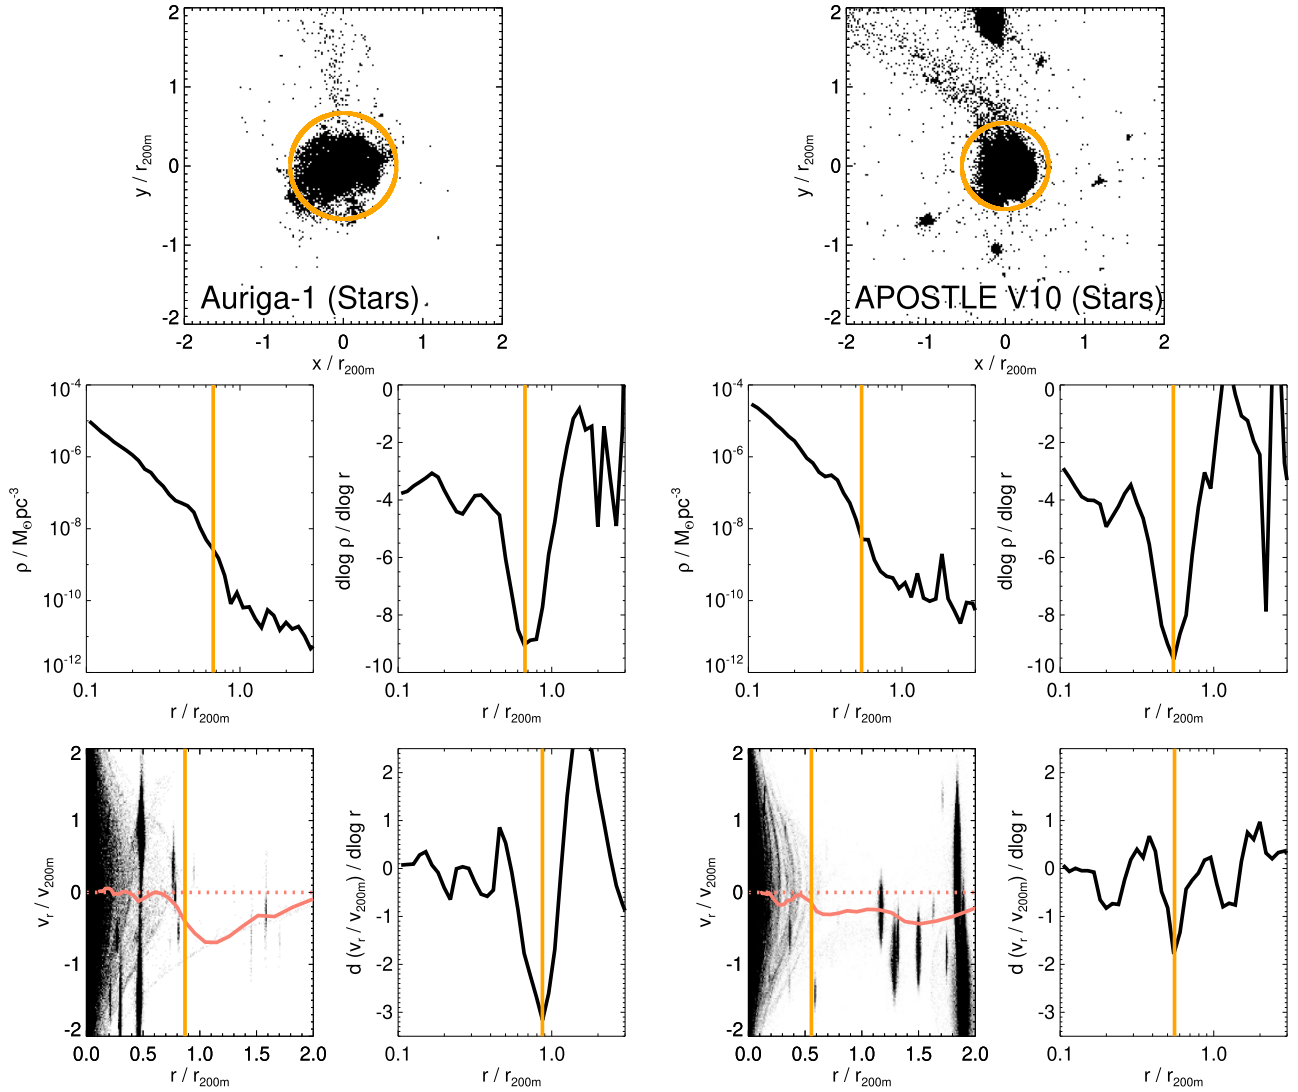 2
1
0
-1
-2
y / r200m
Auriga-1 (Stars)
-2 -1 0 1 2
x / r200m
2
1
0
-1
-2
y / r200m
APOSTLE V10 (Stars)
-2 -1 0 1 2
x / r200m
10-4
10-6
10-8
10-10
10-12
ρ / M⊙pc-3
0.1 1.0
r / r200m
0
-2
-4
-6
-8
-10
dlog ρ / dlog r
0.1 1.0
r / r200m
10-4
10-6
10-8
10-10
10-12
ρ / M⊙pc-3
0.1 1.0
r / r200m
0
-2
-4
-6
-8
-10
dlog ρ / dlog r
0.1 1.0
r / r200m
2
1
0
-1
-2
vr / v200m
0.0 0.5 1.0 1.5 2.0
r / r200m
2
1
0
-1
-2
-3
d (vr / v200m) / dlog r
0.1 1.0
r / r200m
2
1
0
-1
-2
vr / v200m
0.0 0.5 1.0 1.5 2.0
r / r200m
2
1
0
-1
-2
-3
d (vr / v200m) / dlog r
0.1 1.0
r / r200m